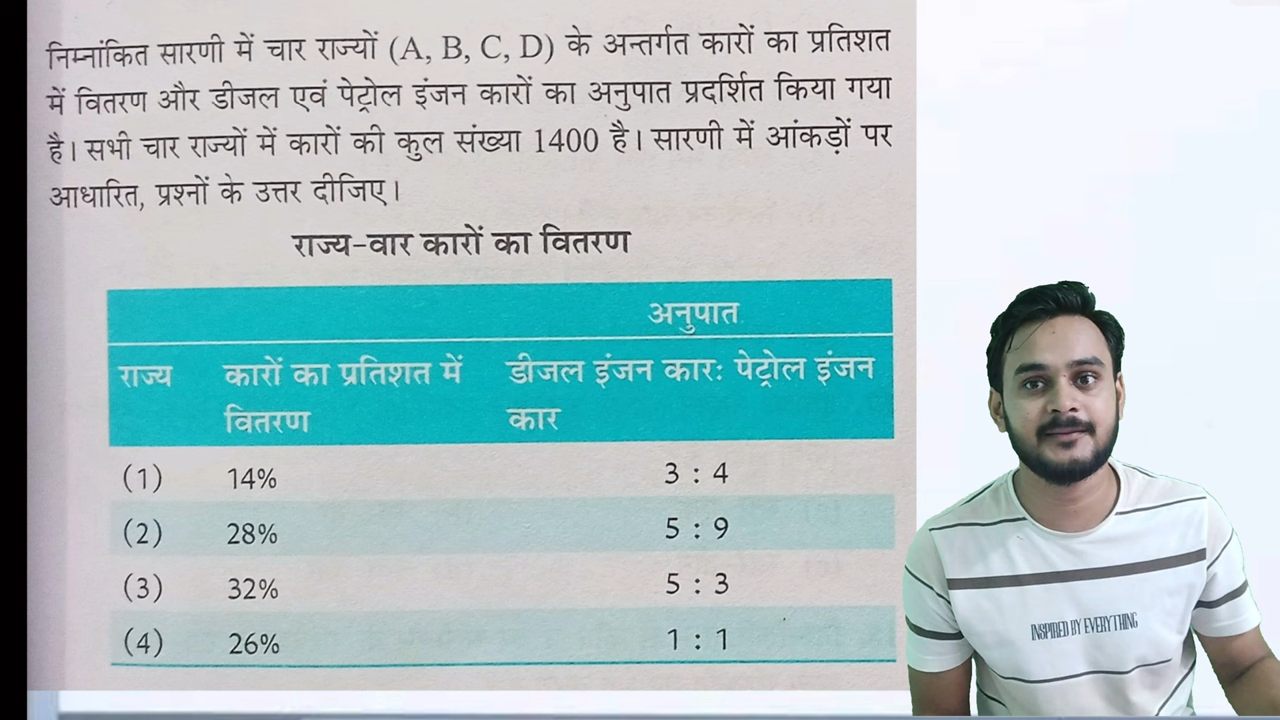 निम्नांकित सारणी में चार राज्यों (A, B, C, D) के अन्तर्गत कारों का प्रतिशत
में वितरण और डीजल एवं पेट्रोल इंजन कारों का अनुपात प्रदर्शित किया गया
है। सभी चार राज्यों में कारों की कुल संख्या 1400 है। सारणी में आंकड़ों पर
आधारित, प्रश्नों के उत्तर दीजिए।
राज्य-वार कारों का वितरण
अनुपात
राज्य कारों का प्रतिशत में डीजल इंजन कारः पेट्रोल इंजन
वितरण कार
(1) 14% 3 : 4
(2) 28% 5 : 9
(3) 32% 5 : 3
(4) 26% 1 : 1
INSPIRED BY EVERYTHING